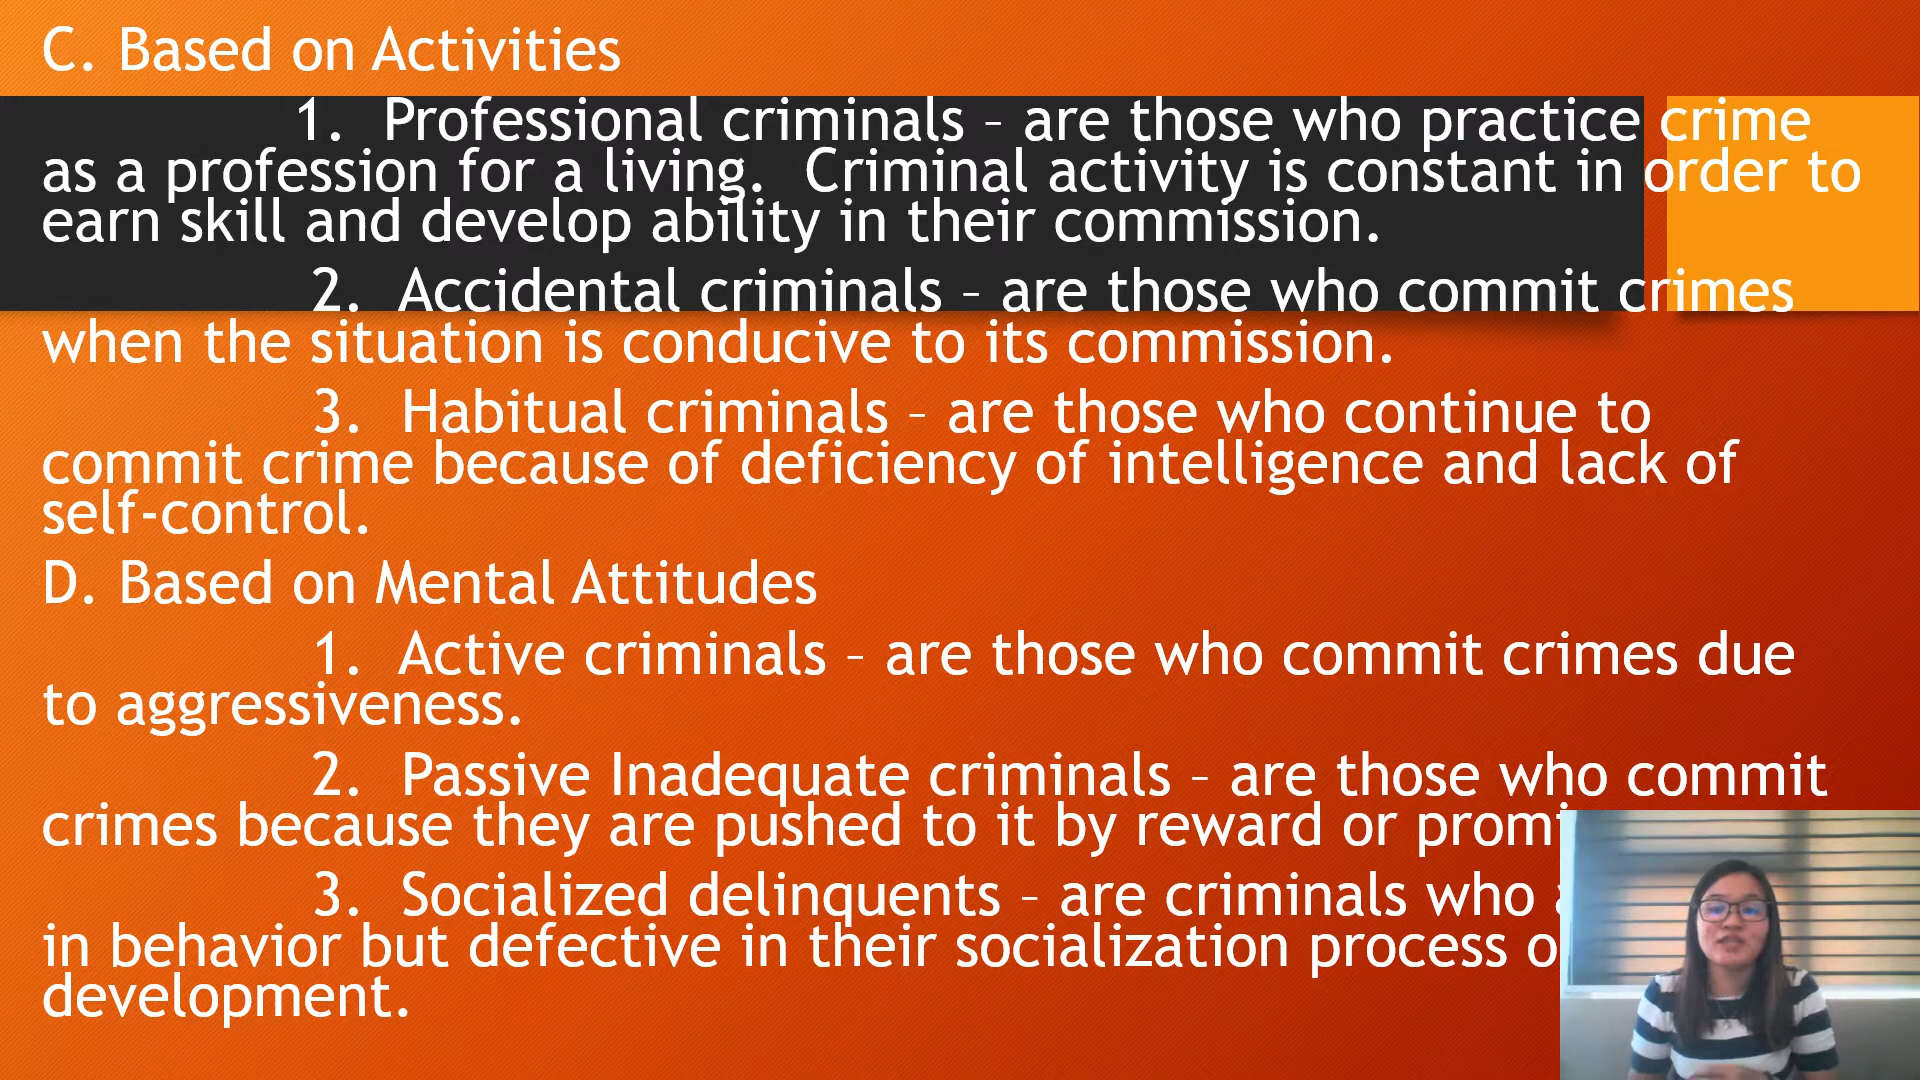 C. Based on Activities
1. Professional criminals – are those who practice crime
as a profession for a living. Criminal activity is constant in order to
earn skill and develop ability in their commission.
2. Accidental criminals – are those who commit crimes
when the situation is conducive to its commission.
3. Habitual criminals – are those who continue to
commit crime because of deficiency of intelligence and lack of
self-control.
D. Based on Mental Attitudes
1. Active criminals – are those who commit crimes due
to aggressiveness.
2. Passive Inadequate criminals – are those who commit
crimes because they are pushed to it by reward or
3. Socialized delinquents – are criminals who
in behavior but defective in their socialization process
development.